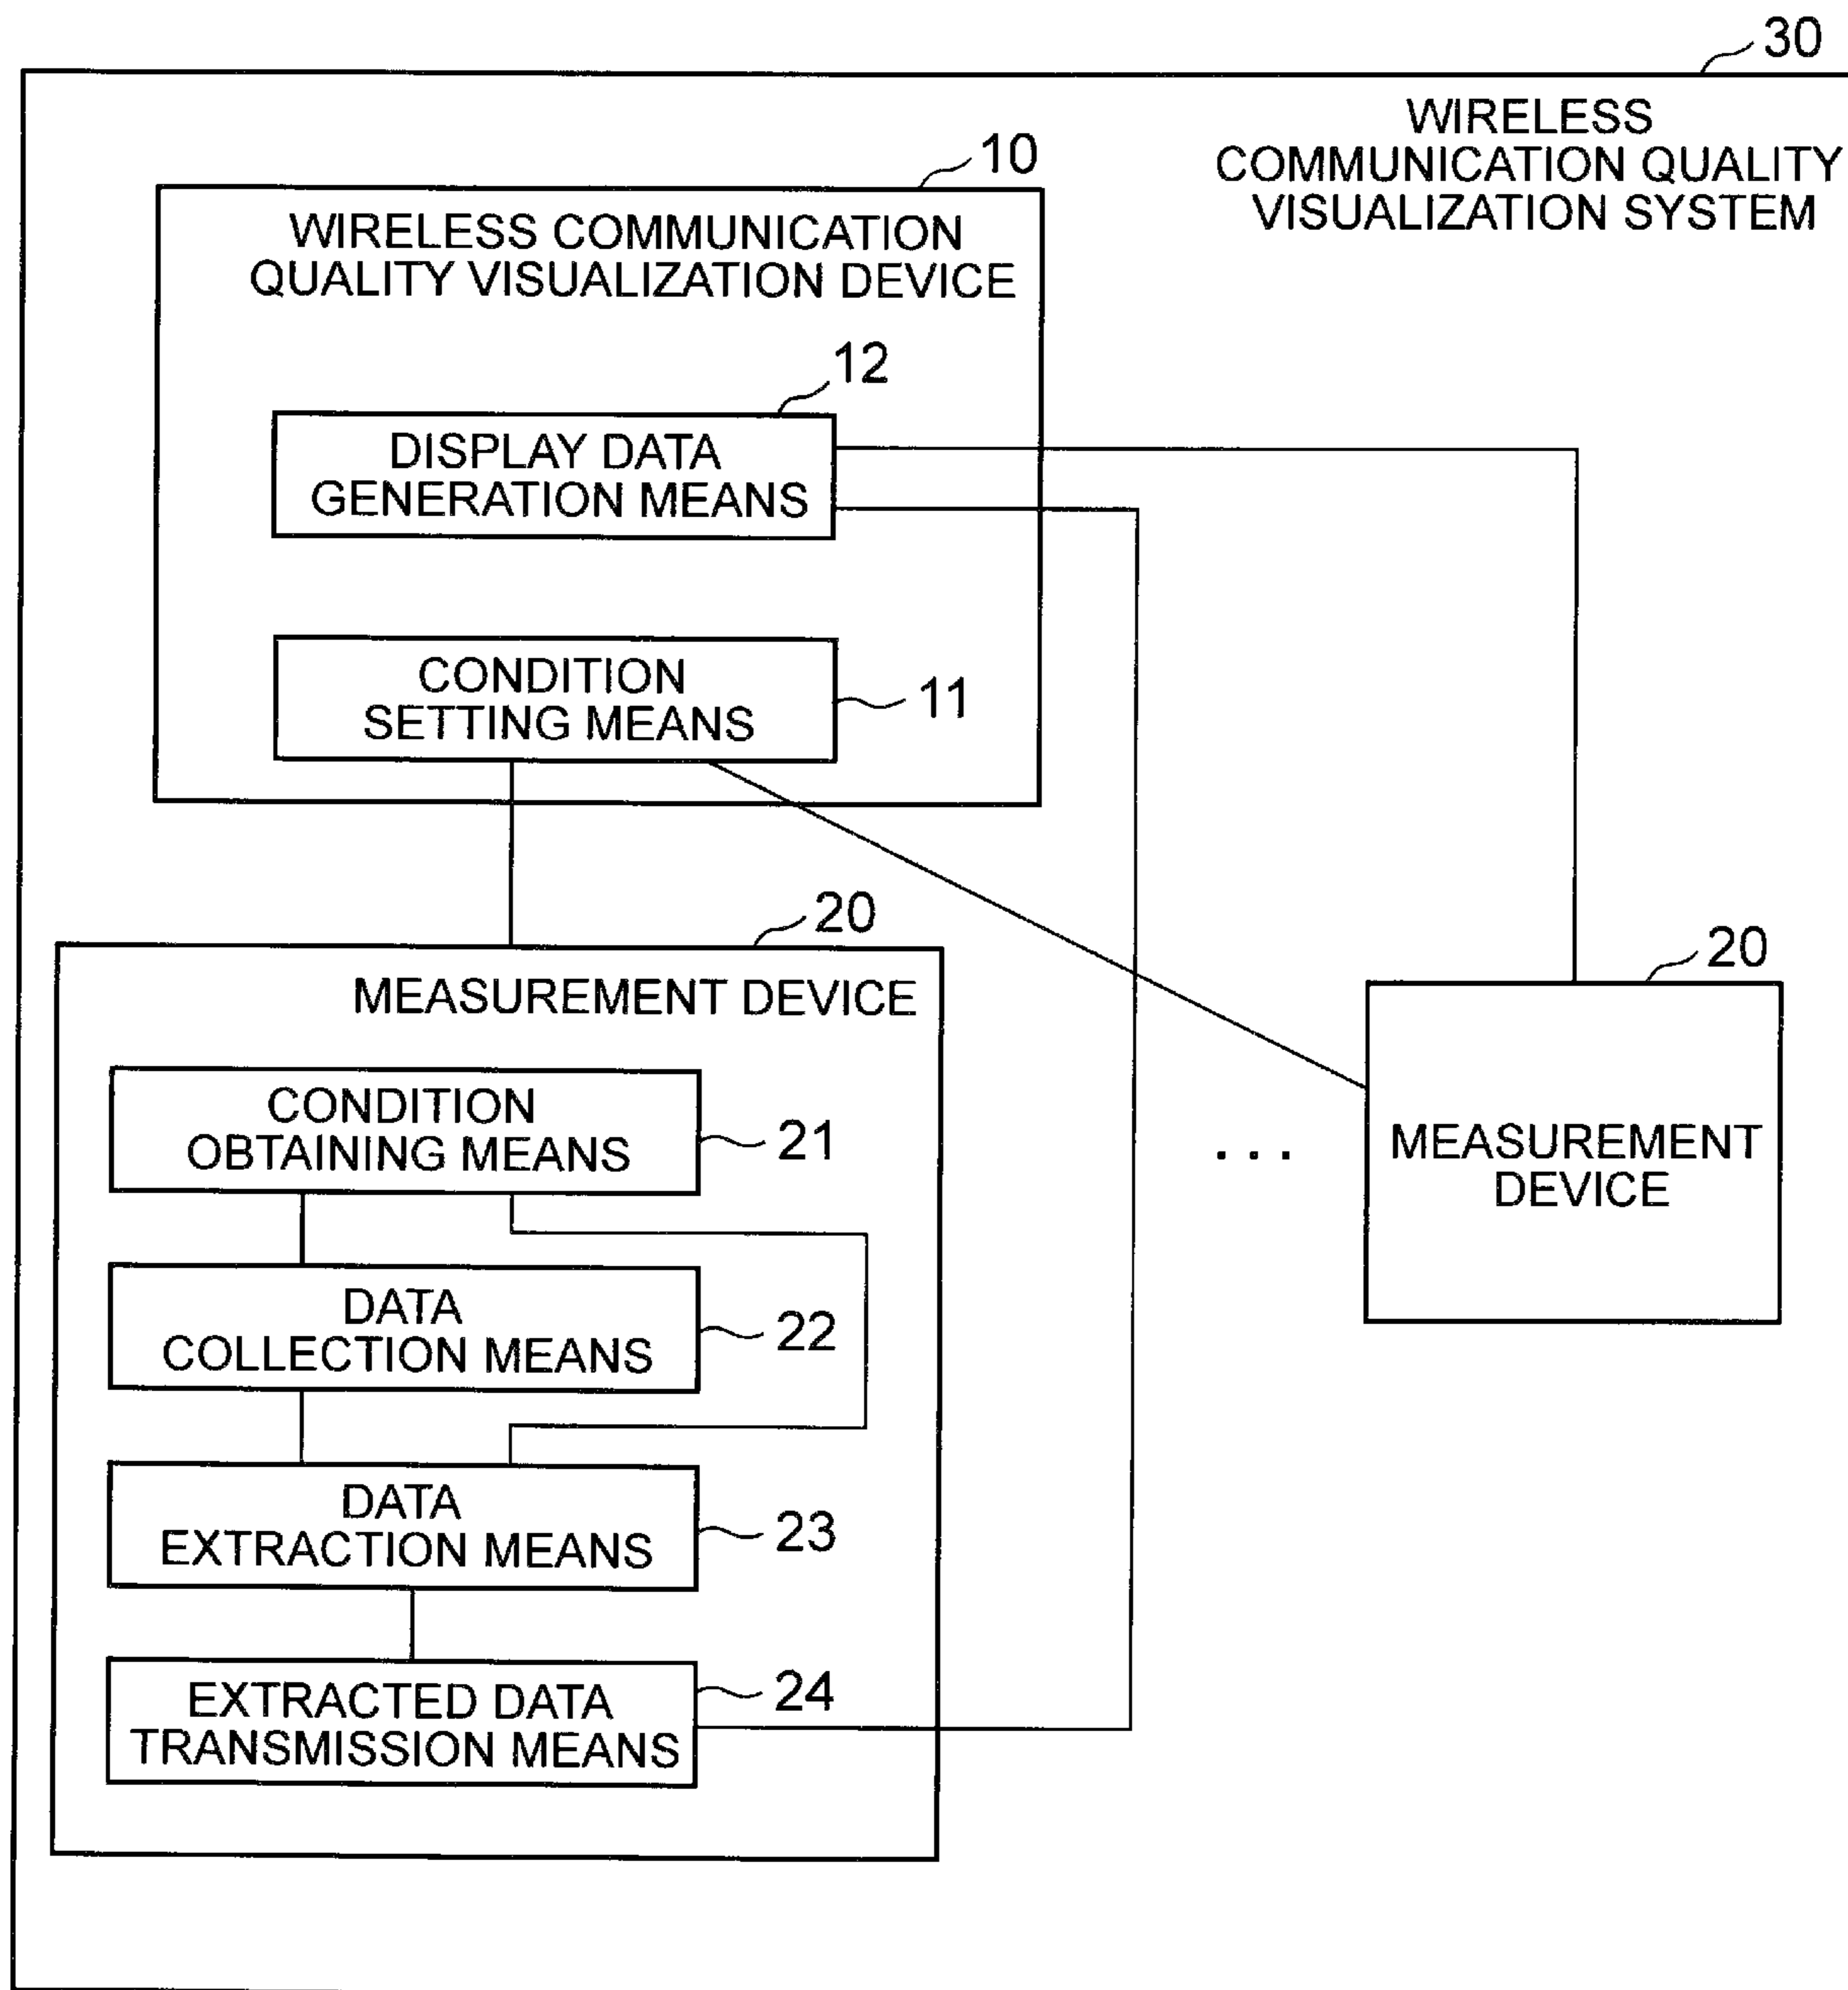 30
WIRELESS
COMMUNICATION QUALITY
VISUALIZATION SYSTEM
10
WIRELESS COMMUNICATION
QUALITY VISUALIZATION DEVICE
12
DISPLAY DATA
GENERATION MEANS
CONDITION
SETTING MEANS
11
20
MEASUREMENT DEVICE
CONDITION
OBTAINING MEANS
21
DATA
COLLECTION MEANS
22
DATA
EXTRACTION MEANS
23
EXTRACTED DATA
TRANSMISSION MEANS
24
. . .
20
MEASUREMENT
DEVICE